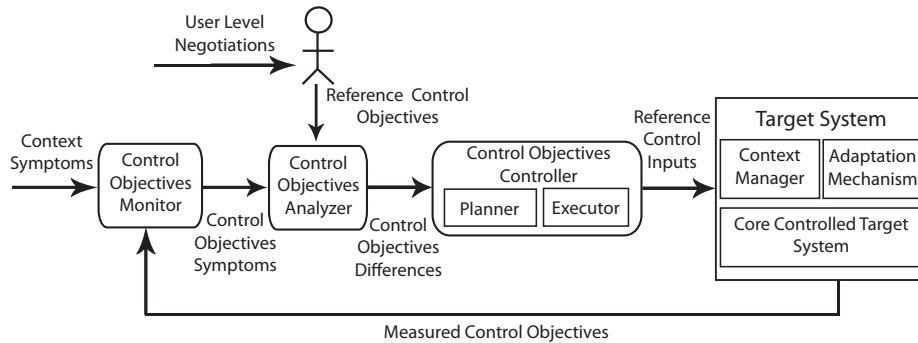 User Level
Negotiations
Reference Control
Objectives
Context
Symptoms
Control
Objectives
Monitor
Control
Objectives
Symptoms
Control
Objectives
Analyzer
Control
Objectives
Differences
Control Objectives
Controller
Planner
Executor
Reference
Control
Inputs
Target System
Context
Manager
Adaptation
Mechanism
Core Controlled Target
System
Measured Control Objectives